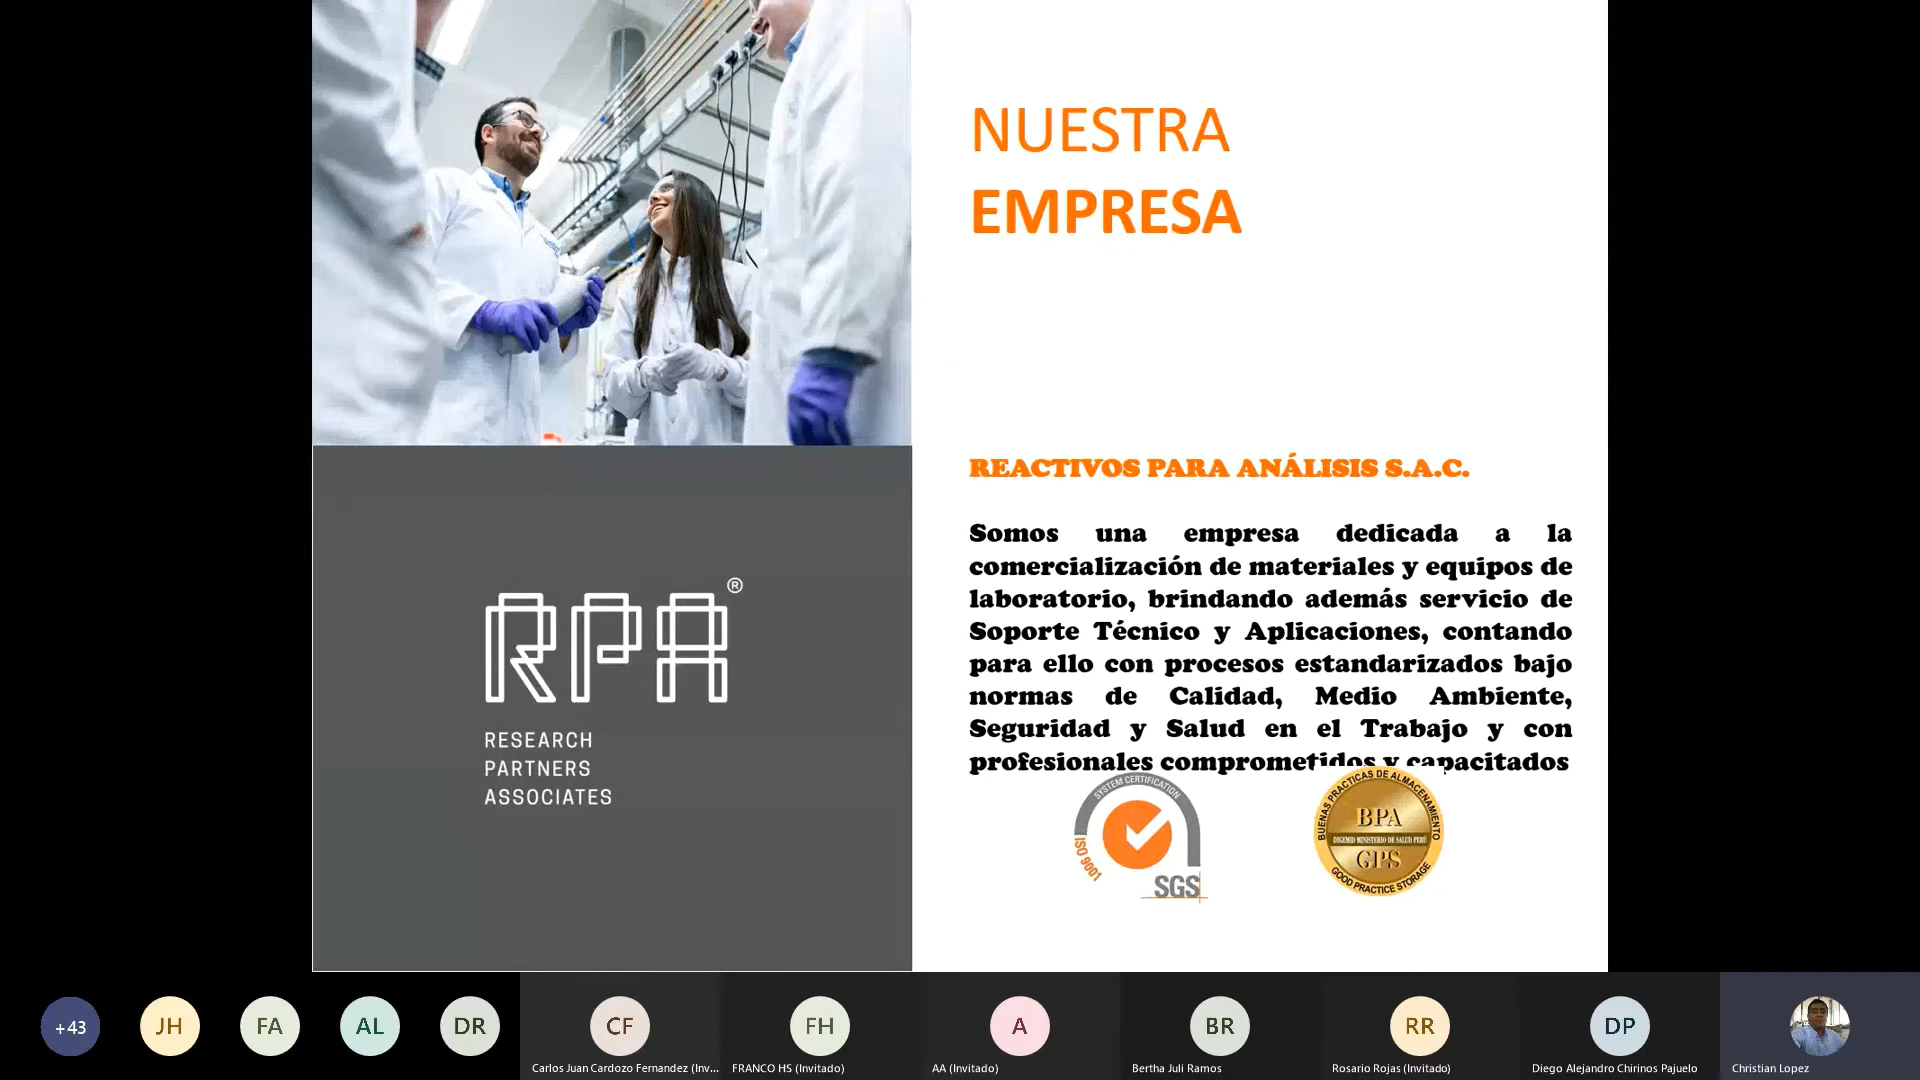 NUESTRA
EMPRESA
REACTIVOS PARA ANÁLISIS S.A.C.
Somos una empresa dedicada a la
comercialización de materiales y equipos de
laboratorio, brindando además servicio de
Soporte Técnico y Aplicaciones, contando
para ello con procesos estandarizados bajo
normas de Calidad, Medio Ambiente,
Seguridad y Salud en el Trabajo y con
profesionales comprometidos y capacitados
RPA®
RESEARCH
PARTNERS
ASSOCIATES
SYSTEM CERTIFICATION
ISO 9001
SGS
BUENAS PRACTICAS DE ALMACENAMIENTO
BPA
DIGEMID MINISTERIO DE SALUD PERU
GPS
GOOD PRACTICE STORAGE
+43
JH
FA
AL
DR
CF
FH
A
BR
RR
DP
Carlos Juan Cardozo Fernandez (Inv...
FRANCO HS (Invitado)
AA (Invitado)
Bertha Juli Ramos
Rosario Rojas (Invitado)
Diego Alejandro Chirinos Pajuelo
Christian Lopez